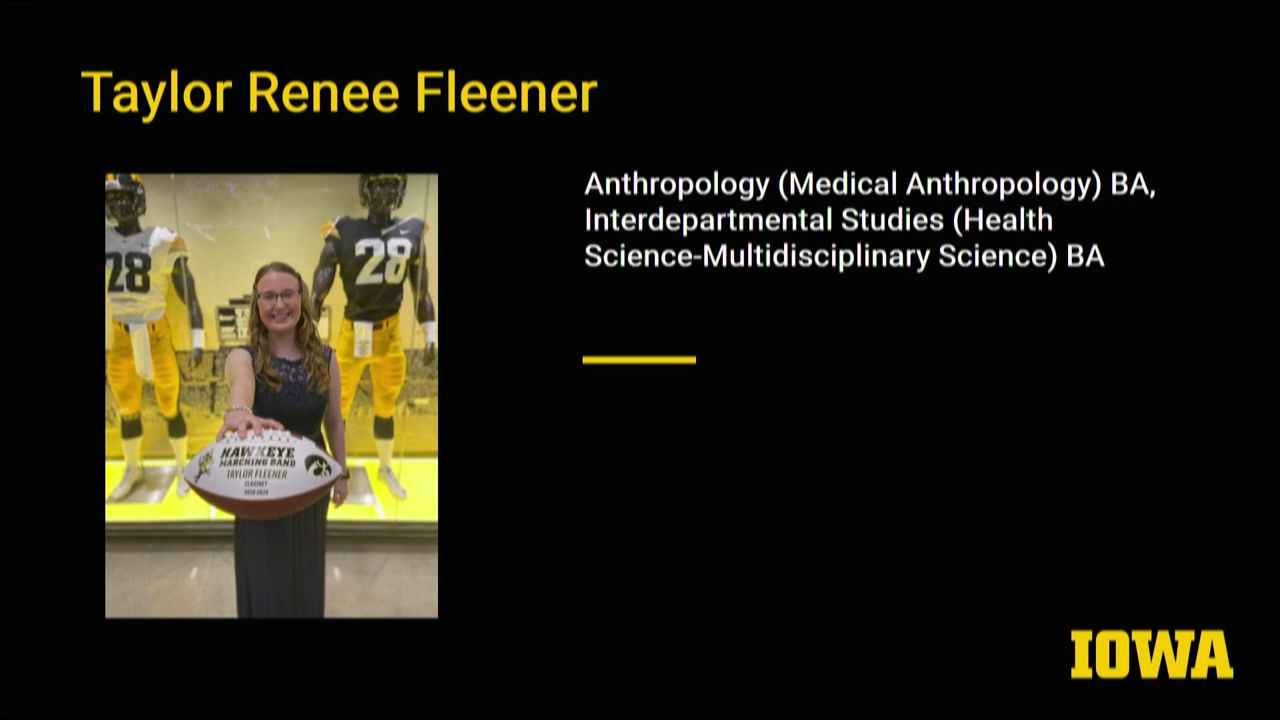 Taylor Renee Fleener
Anthropology (Medical Anthropology) BA,
Interdepartmental Studies (Health
Science-Multidisciplinary Science) BA
28
28
HAWKEYE
MARCHING BAND
TAYLOR FLEENER
CLARINET
IOWA